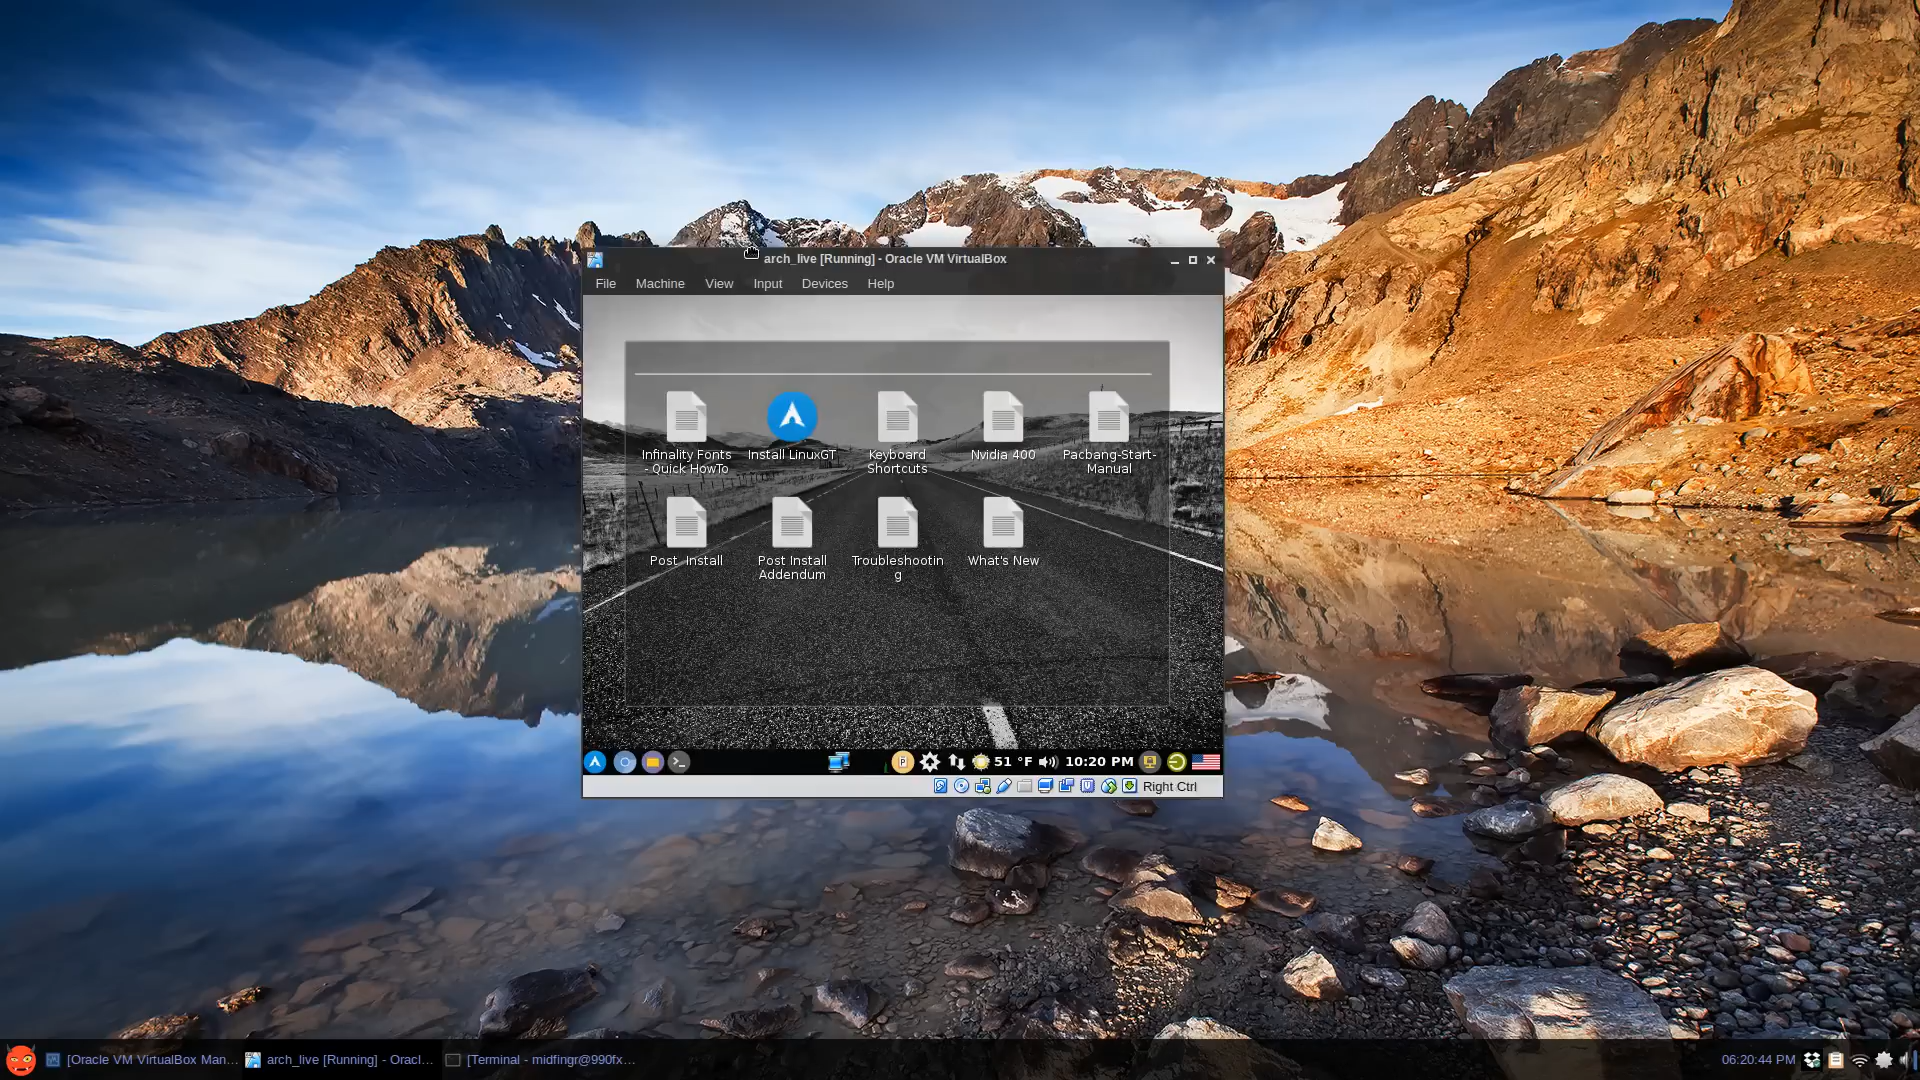 arch_live [Running] - Oracle VM VirtualBox
File Machine View Input Devices Help
Infinality Fonts
- Quick HowTo
Install LinuxGT
Keyboard
Shortcuts
Nvidia 400
Pacbang-Start-
Manual
Post Install
Post Install
Addendum
Troubleshootin
g
What's New
51 °F 10:20 PM
Right Ctrl
[Oracle VM VirtualBox Man... arch_live [Running] - Oracl... [Terminal - midfingr@990fx... 06:20:44 PM